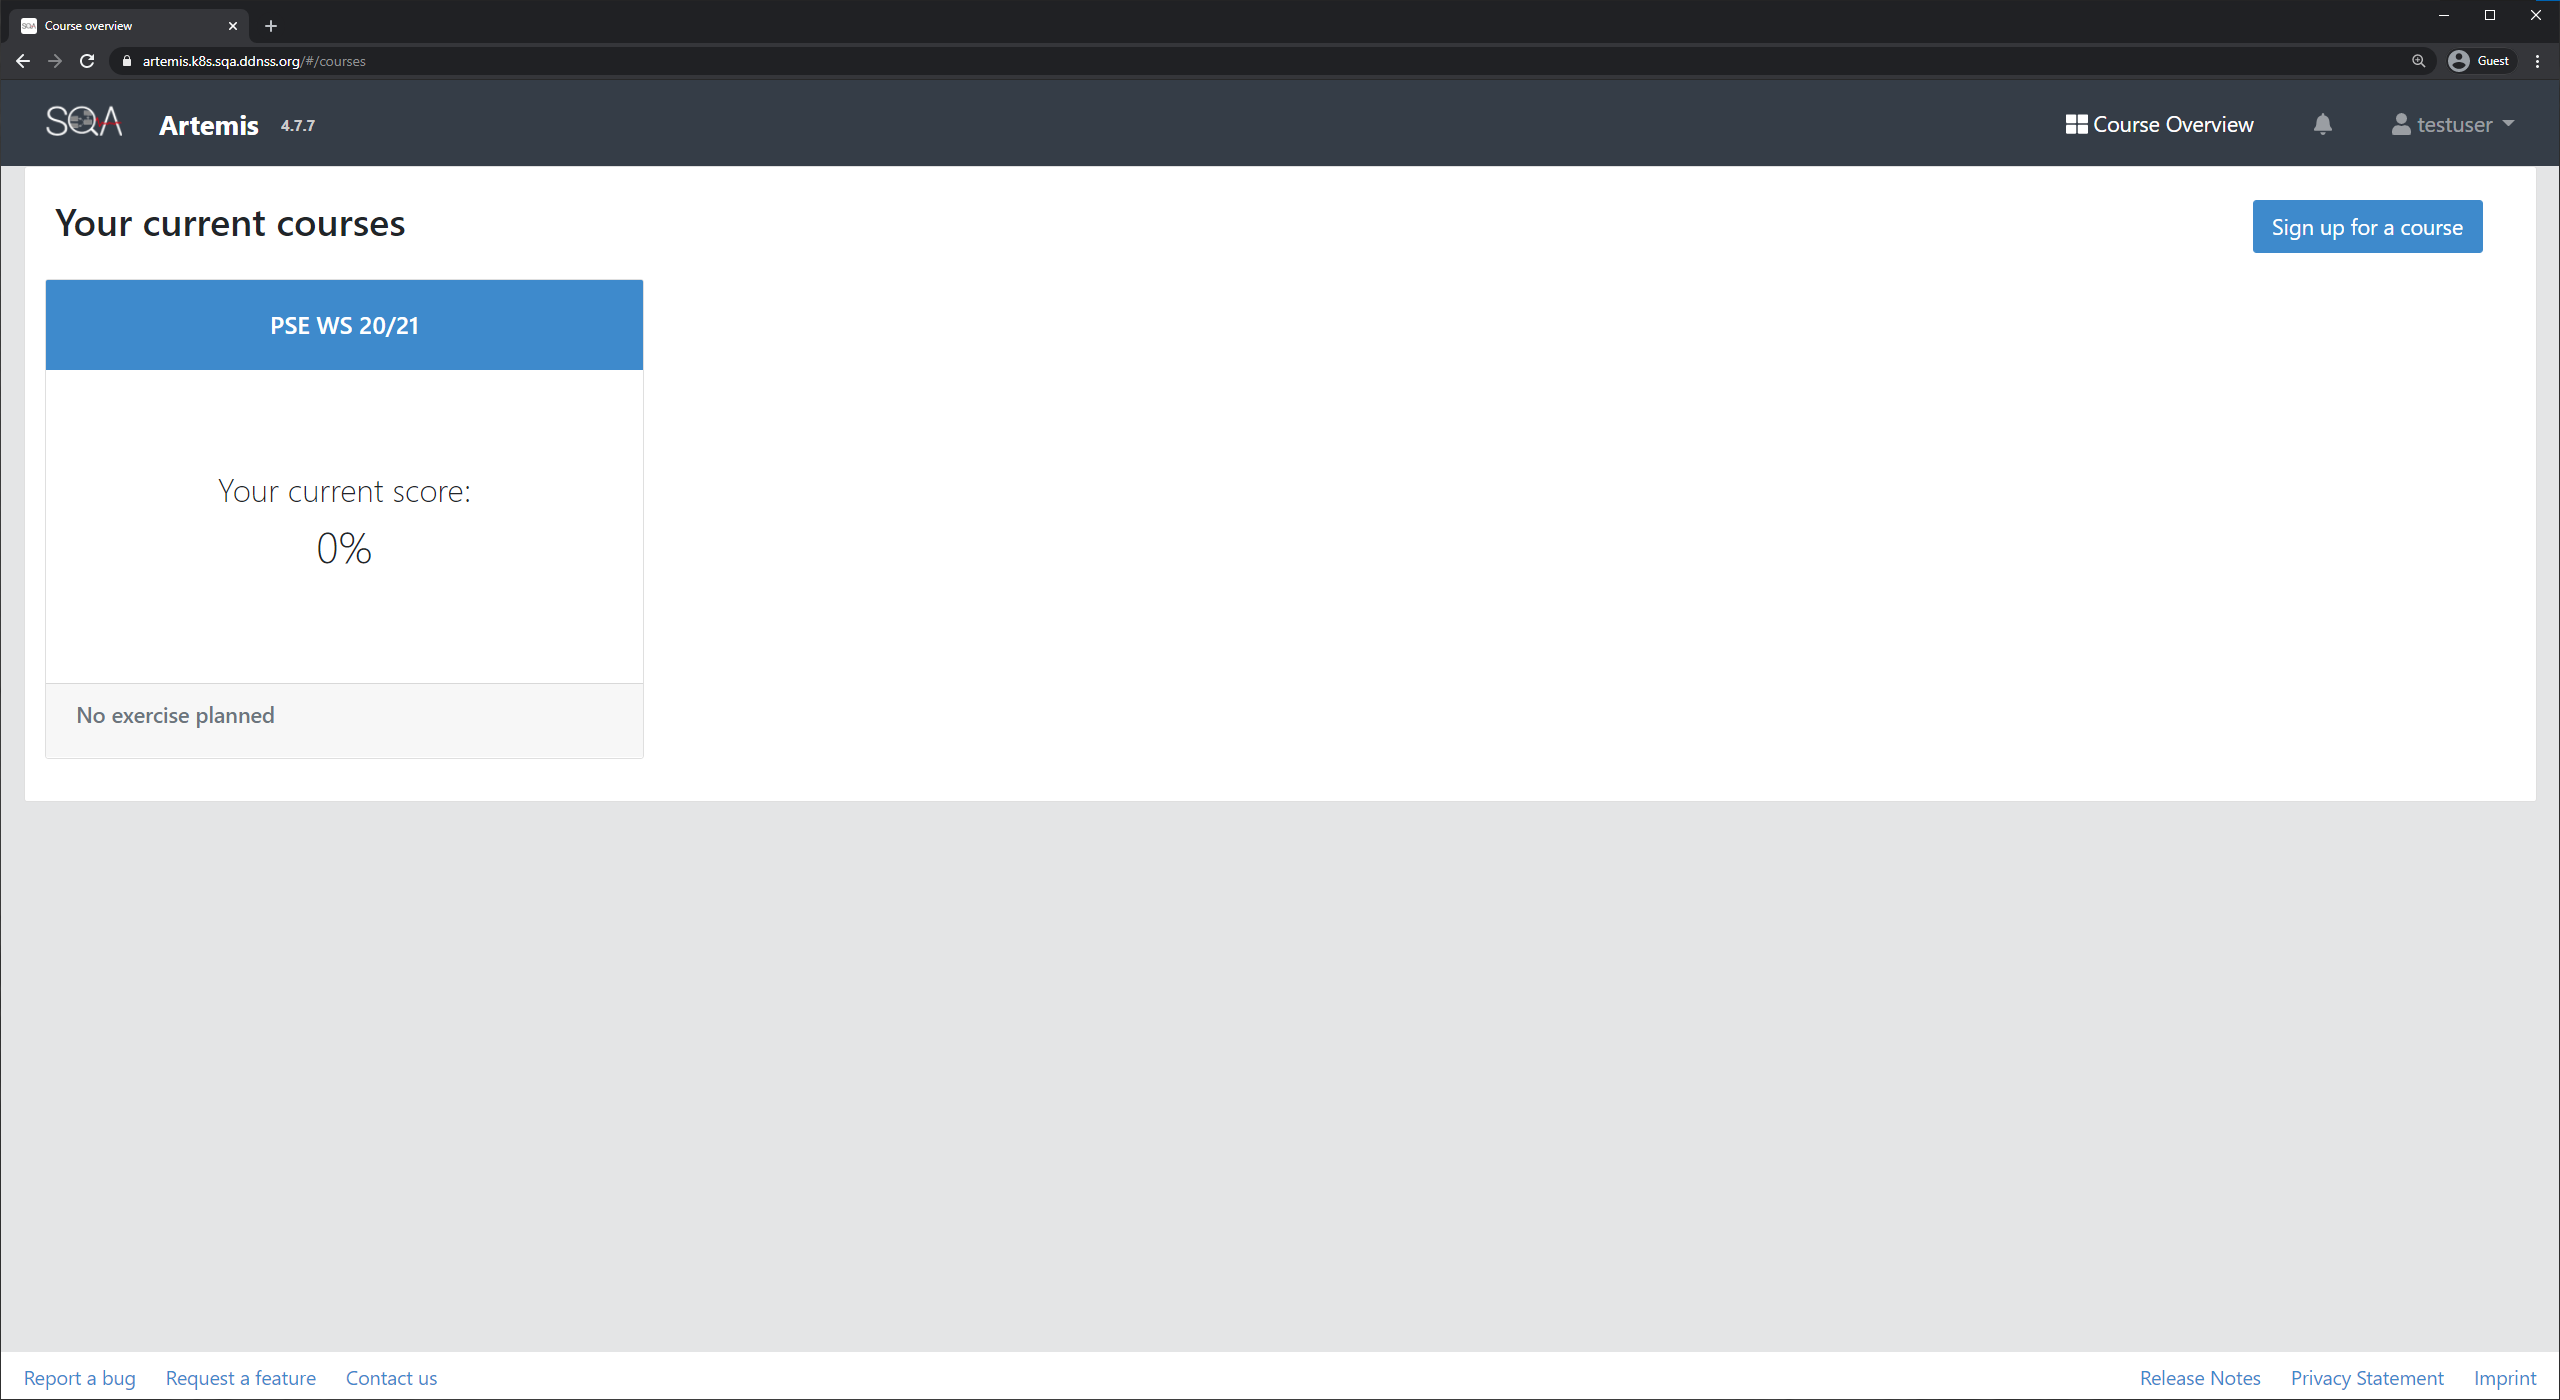 Course overview
artemis.k8s.sqa.ddnss.org/#/courses
Guest
SQA
Artemis 4.7.7
Course Overview
testuser
Your current courses
Sign up for a course
PSE WS 20/21
Your current score:
0%
No exercise planned
Report a bug Request a feature Contact us
Release Notes Privacy Statement Imprint